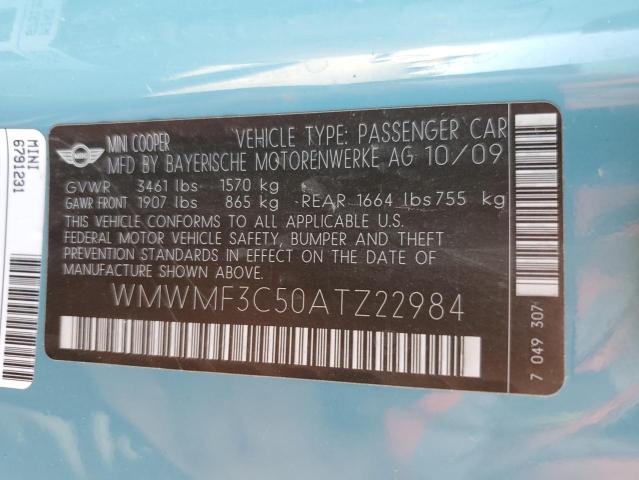 MINI COOPER VEHICLE TYPE: PASSENGER CAR
MFD BY BAYERISCHE MOTORENWERKE AG 10/09
GVWR 3461 lbs 1570 kg
GAWR FRONT 1907 lbs 865 kg - REAR 1664 lbs 755 kg
THIS VEHICLE CONFORMS TO ALL APPLICABLE U.S.
FEDERAL MOTOR VEHICLE SAFETY, BUMPER AND THEFT
PREVENTION STANDARDS IN EFFECT ON THE DATE OF
MANUFACTURE SHOWN ABOVE.
WMWMF3C50ATZ22984
7 049 307
MINI
6791231